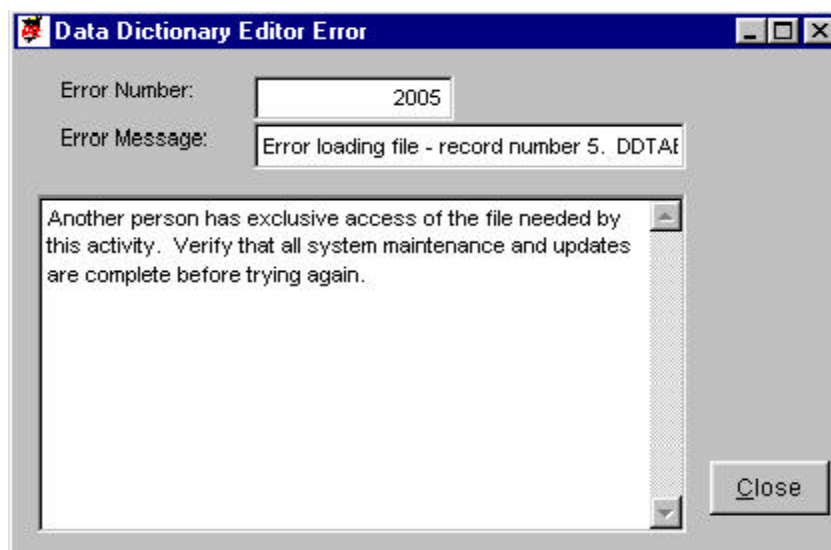 Data Dictionary Editor Error
Error Number: 2005
Error Message: Error loading file - record number 5. DDTAB
Another person has exclusive access of the file needed by
this activity. Verify that all system maintenance and updates
are complete before trying again.
Close